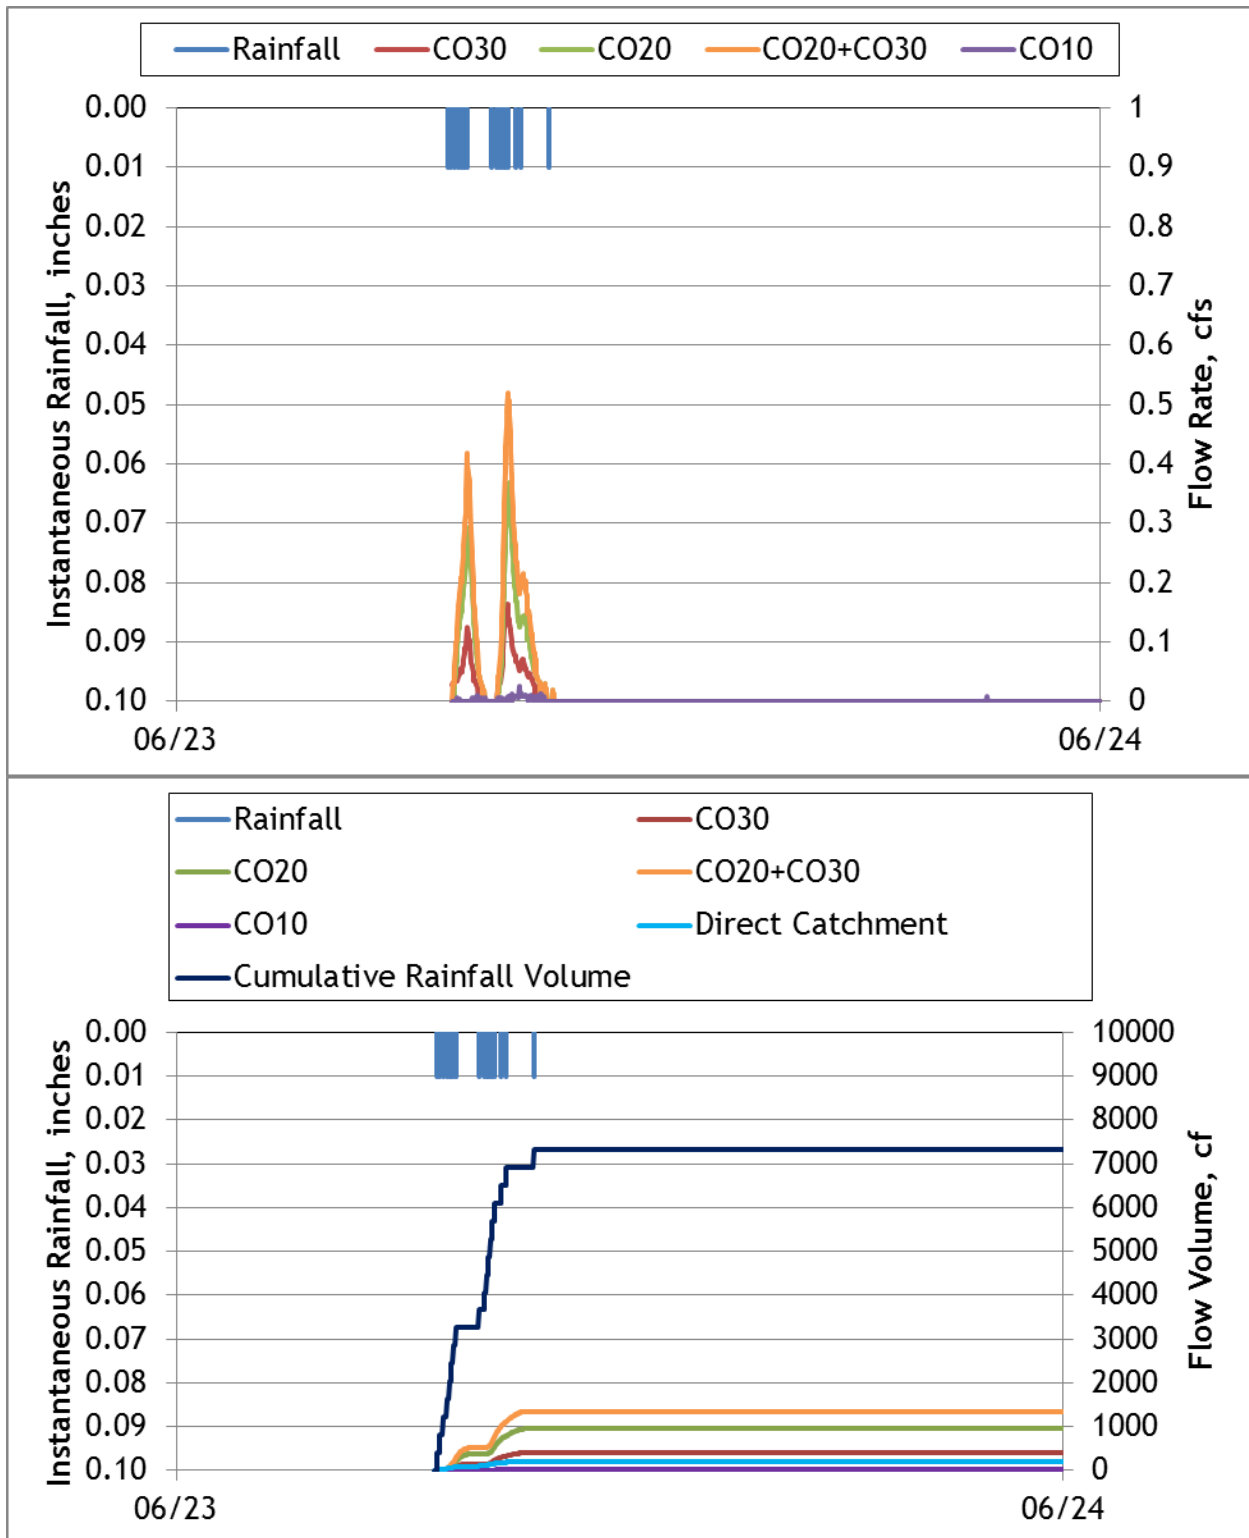 Rainfall CO30 CO20 CO20+CO30 CO10
0.00 1
0.01 0.9
0.02 0.8
0.03 0.7
0.04 0.6
0.05 0.5
0.06 0.4
0.07 0.3
0.08 0.2
0.09 0.1
0.10 0
Instantaneous Rainfall, inches
Flow Rate, cfs
06/23 06/24
Rainfall CO30
CO20 CO20+CO30
CO10 Direct Catchment
Cumulative Rainfall Volume
0.00 10000
0.01 9000
0.02 8000
0.03 7000
0.04 6000
0.05 5000
0.06 4000
0.07 3000
0.08 2000
0.09 1000
0.10 0
Instantaneous Rainfall, inches
Flow Volume, cf
06/23 06/24